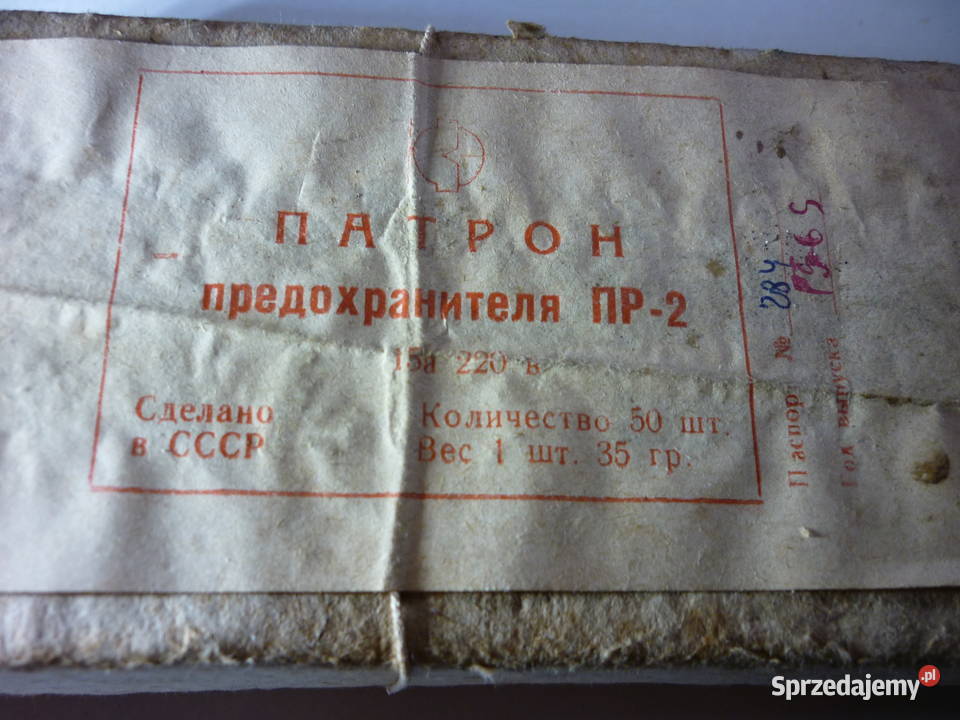 ПАТРОН
предохранителя ПР-2
15а 220 в
Сделано
в СССР
Количество 50 шт.
Вес 1 шт. 35 гр.
Паспорт № 284
Год выпуска
Sprzedajemy.pl